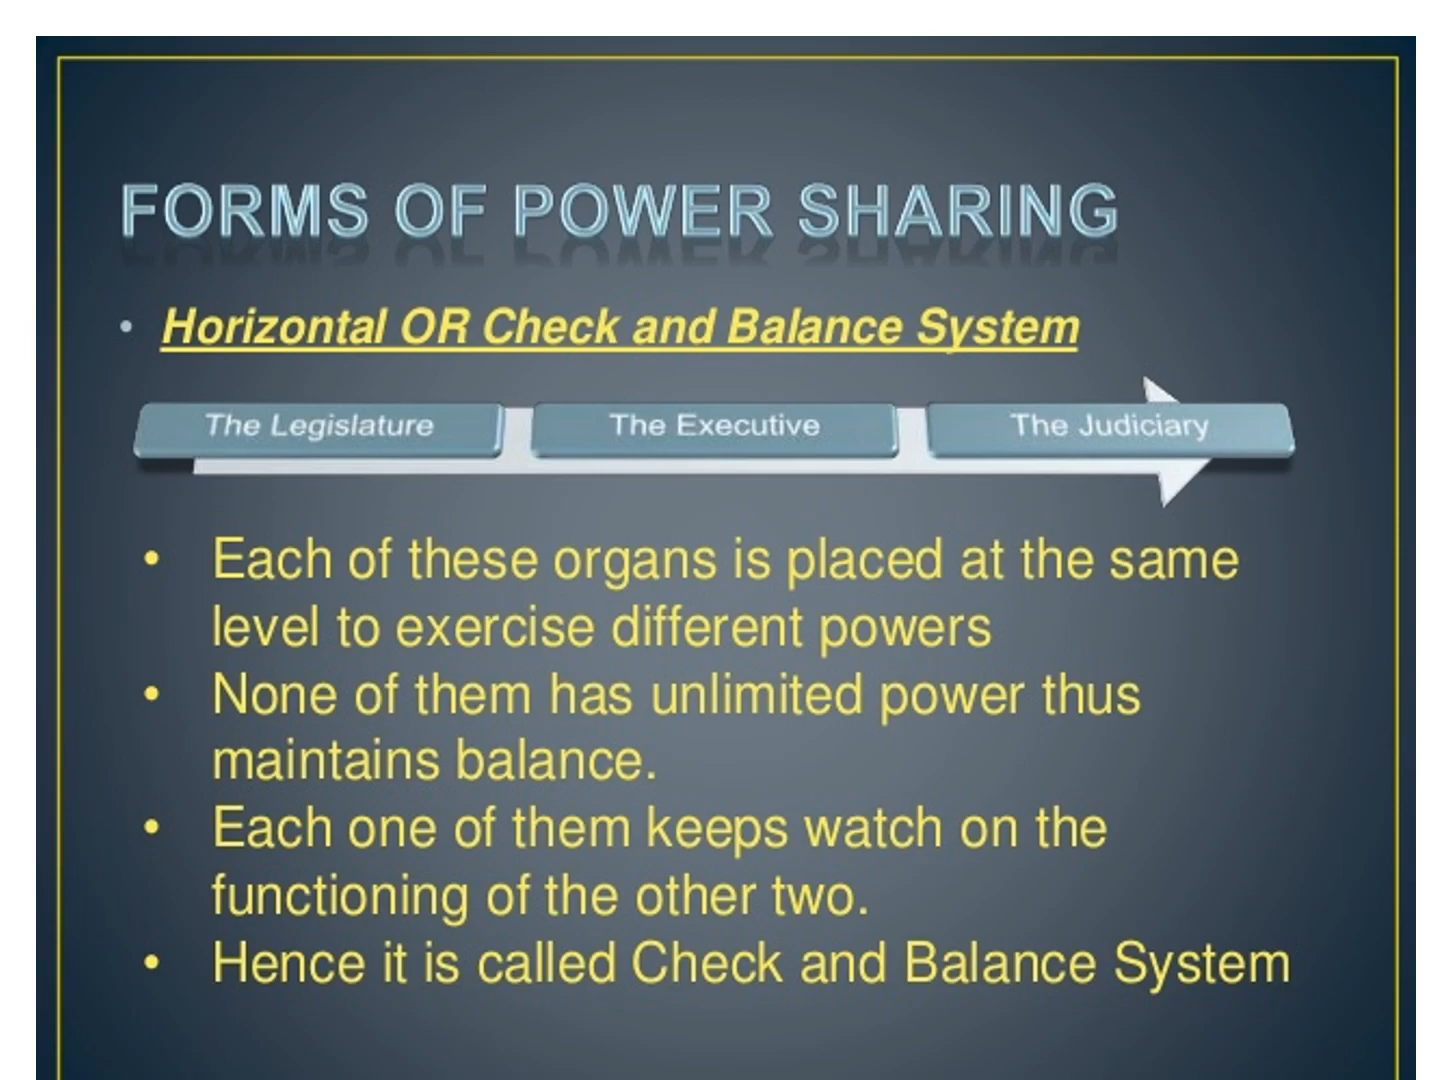 FORMS OF POWER SHARING
• Horizontal OR Check and Balance System
The Legislature The Executive The Judiciary
• Each of these organs is placed at the same
level to exercise different powers
• None of them has unlimited power thus
maintains balance.
• Each one of them keeps watch on the
functioning of the other two.
• Hence it is called Check and Balance System